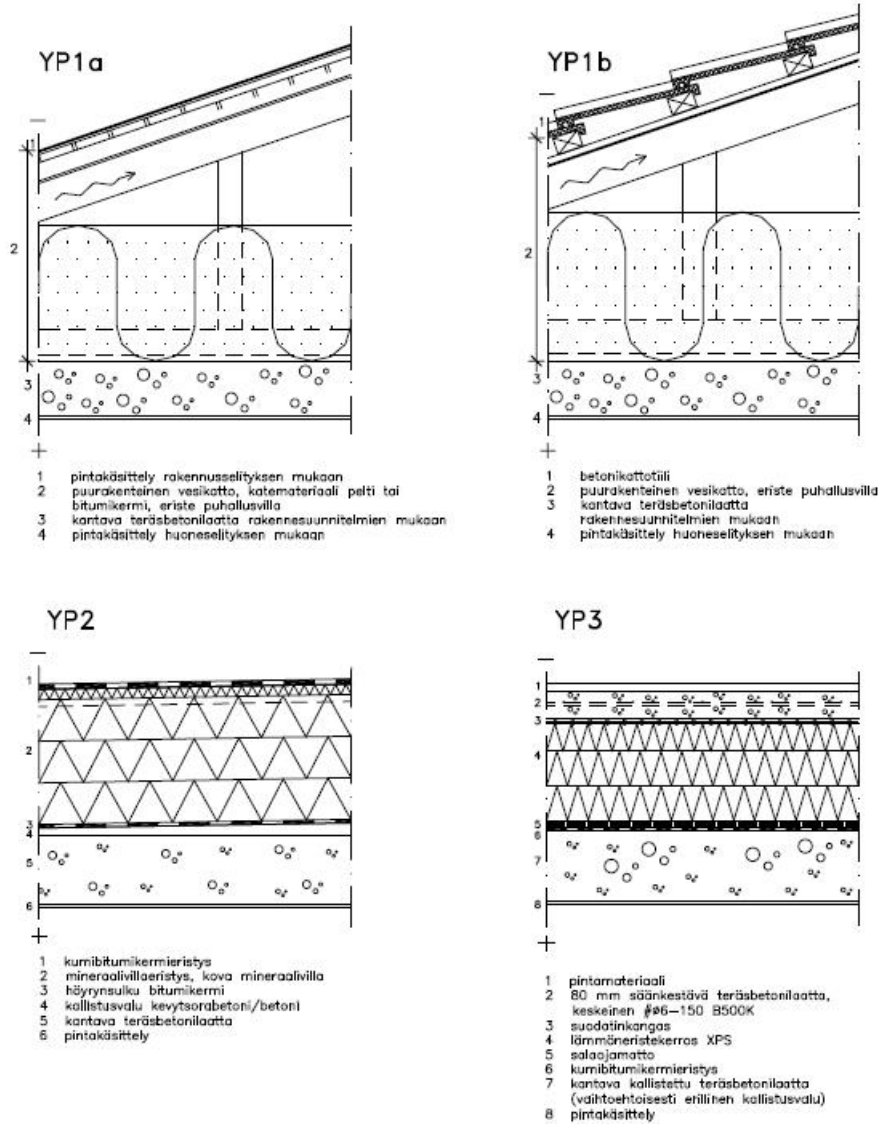 YP1a
1
2
3
4
1 pintakäsittely rakennusselityksen mukaan
2 puurakenteinen vesikatto, katemateriaali pelti tai
bitumikermi, eriste puhallusvilla
3 kantava teräsbetonilaatta rakennesuunnitelmien mukaan
4 pintakäsittely huoneselityksen mukaan
YP1b
1
2
3
4
1 betonikattotiili
2 puurakenteinen vesikatto, eriste puhallusvilla
3 kantava teräsbetonilaatta
rakennesuunnitelmien mukaan
4 pintakäsittely huoneselityksen mukaan
YP2
1
2
3
4
5
6
1 kumibitumikermieristys
2 mineraalivillaeristys, kova mineraalivilla
3 höyrynsulku bitumikermi
4 kallistusvalu kevytsorabetoni/betoni
5 kantava teräsbetonilaatta
6 pintakäsittely
YP3
1
2
3
4
5
6
7
8
1 pintamateriaali
2 80 mm säänkestävä teräsbetonilaatta,
keskeinen #ø6–150 B500K
3 suodatinkangas
4 lämmöneristekerros XPS
5 salaojamatto
6 kumibitumikermieristys
7 kantava kallistettu teräsbetonilaatta
(vaihtoehtoisesti erillinen kallistusvalu)
8 pintakäsittely